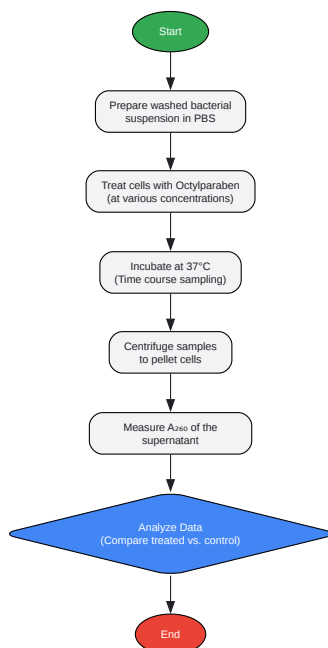 Start
Prepare washed bacterial
suspension in PBS
Treat cells with Octylparaben
(at various concentrations)
Incubate at 37°C
(Time course sampling)
Centrifuge samples
to pellet cells
Measure A₂₆₀ of the
supernatant
Analyze Data
(Compare treated vs. control)
End